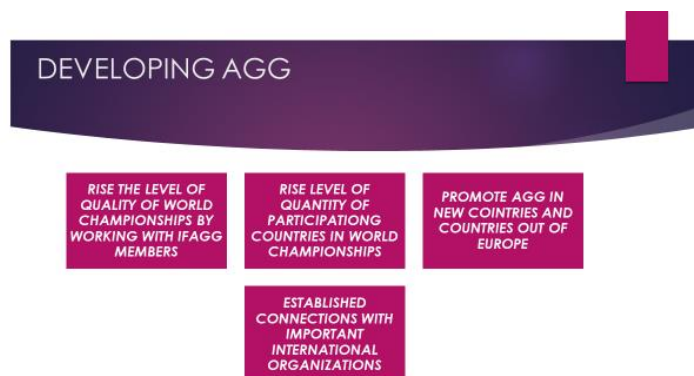 DEVELOPING AGG
RISE THE LEVEL OF
QUALITY OF WORLD
CHAMPIONSHIPS BY
WORKING WITH IFAGG
MEMBERS
RISE LEVEL OF
QUANTITY OF
PARTICIPATIONG
COUNTRIES IN WORLD
CHAMPIONSHIPS
PROMOTE AGG IN
NEW COINTRIES AND
COUNTRIES OUT OF
EUROPE
ESTABLISHED
CONNECTIONS WITH
IMPORTANT
INTERNATIONAL
ORGANIZATIONS